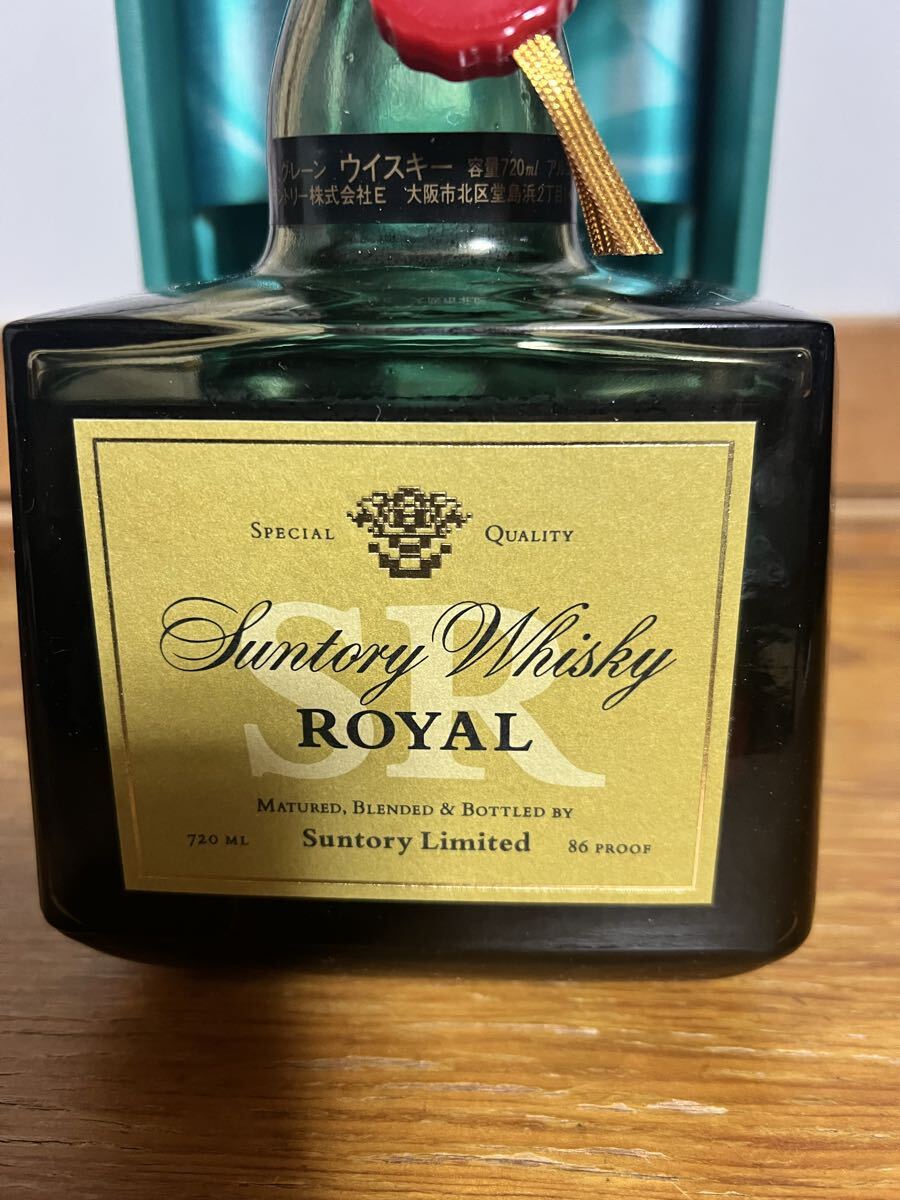 グレーン ウイスキー 容量720ml アル
ントリー株式会社E 大阪市北区堂島浜2丁目
SPECIAL QUALITY
SR
Suntory Whisky
ROYAL
MATURED, BLENDED & BOTTLED BY
720 ML Suntory Limited 86 PROOF